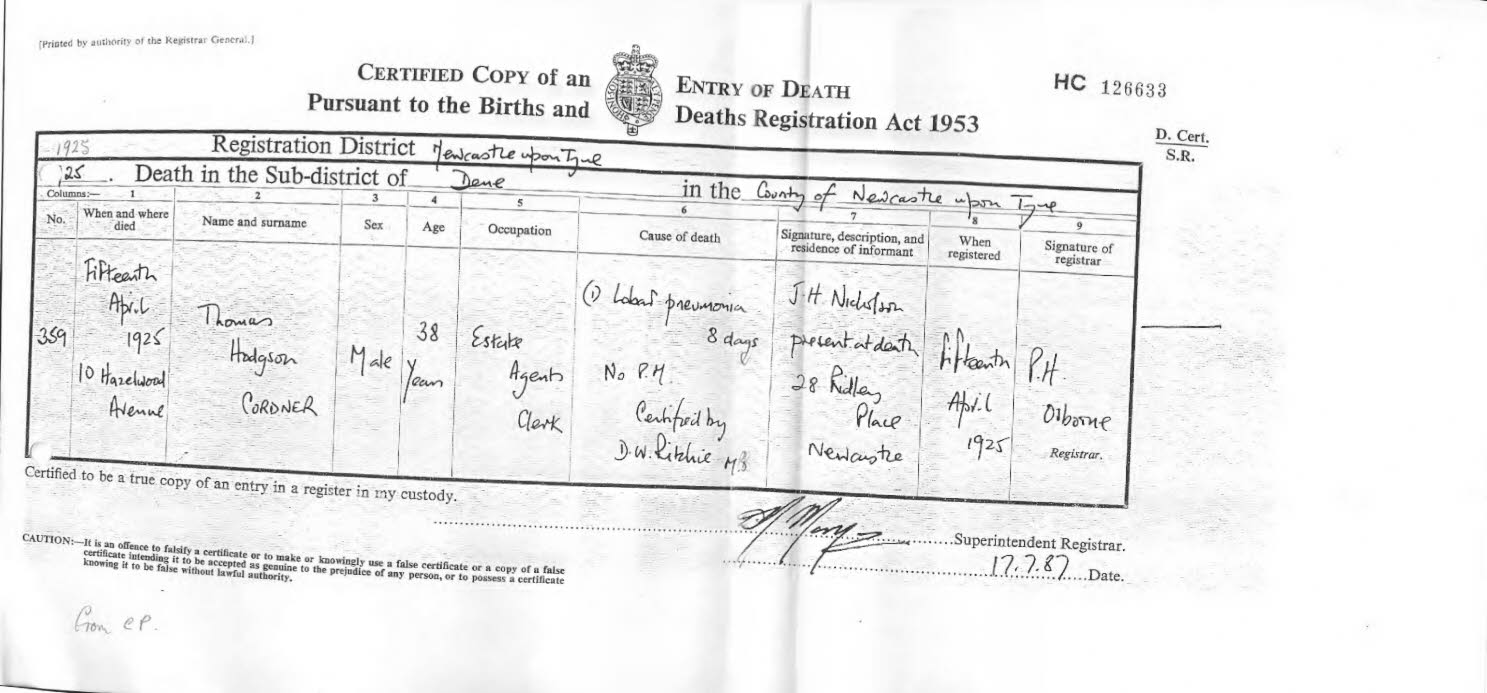 [Printed by authority of the Registrar General.]
CERTIFIED COPY of an ENTRY OF DEATH
Pursuant to the Births and Deaths Registration Act 1953
HC 126633
D. Cert.
S.R.
1925 Registration District Newcastle upon Tyne
25. Death in the Sub-district of Dene in the County of Newcastle upon Tyne
Columns:— 1 2 3 4 5 6 7 8 9
No. When and where died Name and surname Sex Age Occupation Cause of death Signature, description, and residence of informant When registered Signature of registrar
359
Fifteenth
April
1925
10 Hazelwood
Avenue
Thomas
Hodgson
CORDNER
Male
38
Years
Estate
Agents
Clerk
(1) Lobar pneumonia
8 days
No P.M.
Certified by
D.W. Ritchie M.B
J.H. Nicholson
present at death
28 Ridley
Place
Newcastle
Fifteenth
April
1925
P.H.
Osborne
Registrar.
Certified to be a true copy of an entry in a register in my custody.
Superintendent Registrar.
17.7.87 Date.
CAUTION:—It is an offence to falsify a certificate or to make or knowingly use a false certificate or a copy of a false
certificate intending it to be accepted as genuine to the prejudice of any person, or to possess a certificate
knowing it to be false without lawful authority.
From CP.